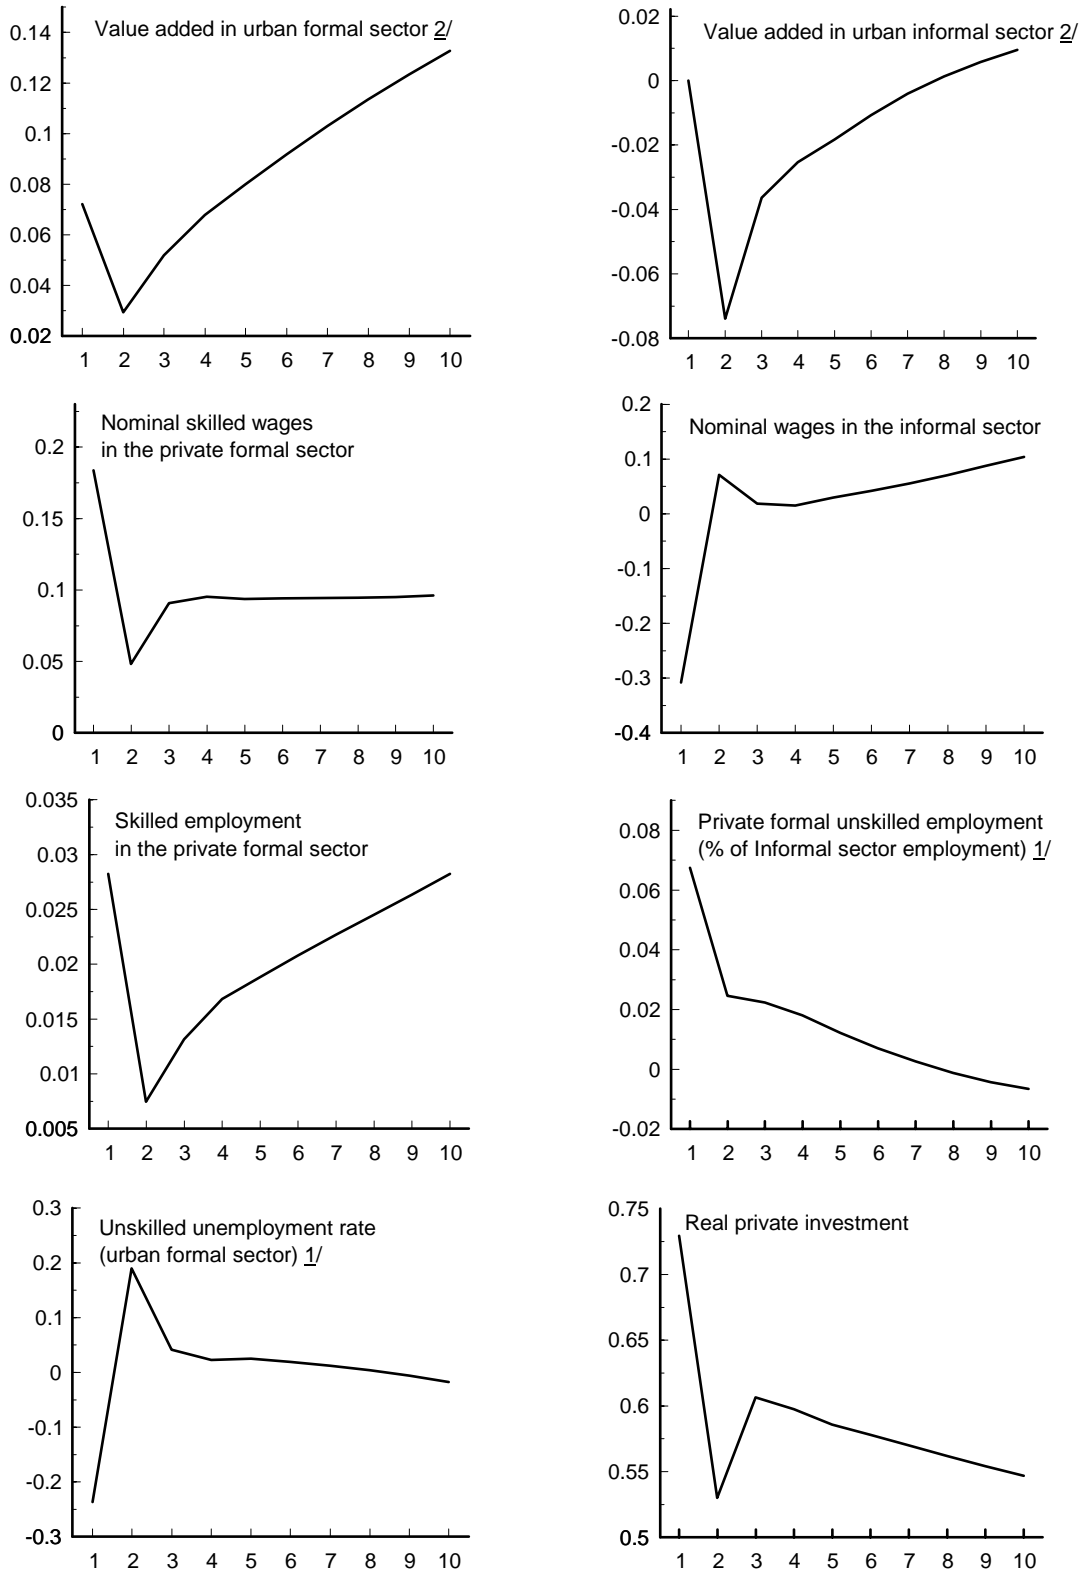 Value added in urban formal sector 2/
0.14
0.12
0.1
0.08
0.06
0.04
0.02
1 2 3 4 5 6 7 8 9 10
Value added in urban informal sector 2/
0.02
0
-0.02
-0.04
-0.06
-0.08
1 2 3 4 5 6 7 8 9 10
Nominal skilled wages
in the private formal sector
0.2
0.15
0.1
0.05
0
1 2 3 4 5 6 7 8 9 10
Nominal wages in the informal sector
0.2
0.1
0
-0.1
-0.2
-0.3
-0.4
1 2 3 4 5 6 7 8 9 10
Skilled employment
in the private formal sector
0.035
0.03
0.025
0.02
0.015
0.01
0.005
1 2 3 4 5 6 7 8 9 10
Private formal unskilled employment
(% of Informal sector employment) 1/
0.08
0.06
0.04
0.02
0
-0.02
1 2 3 4 5 6 7 8 9 10
Unskilled unemployment rate
(urban formal sector) 1/
0.3
0.2
0.1
0
-0.1
-0.2
-0.3
1 2 3 4 5 6 7 8 9 10
Real private investment
0.75
0.7
0.65
0.6
0.55
0.5
1 2 3 4 5 6 7 8 9 10